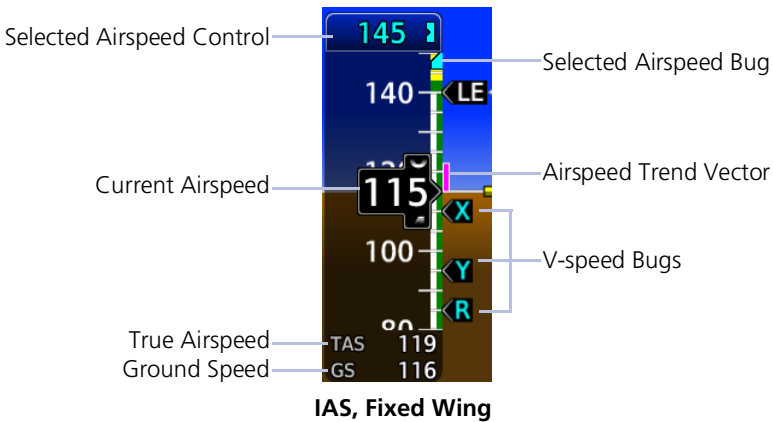 Selected Airspeed Control
145
Selected Airspeed Bug
140
LE
Airspeed Trend Vector
Current Airspeed
115
X
100
Y
V-speed Bugs
R
80
True Airspeed
TAS 119
Ground Speed
GS 116
IAS, Fixed Wing